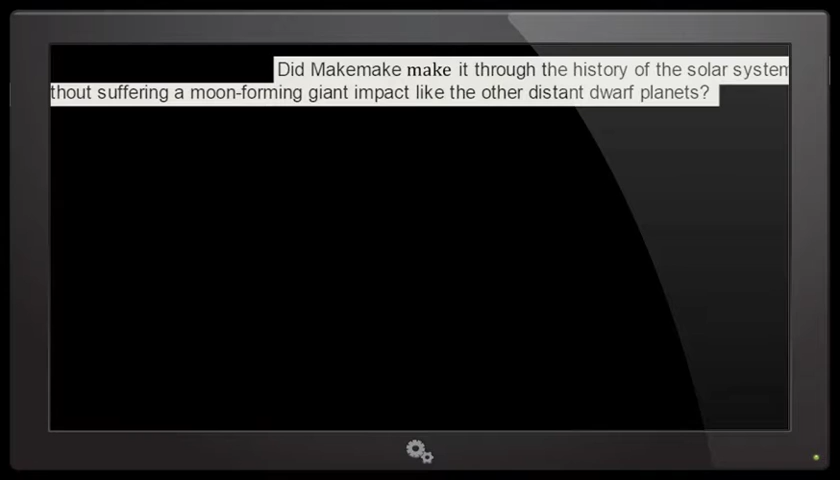 Did Makemake make it through the history of the solar system
thout suffering a moon-forming giant impact like the other distant dwarf planets?